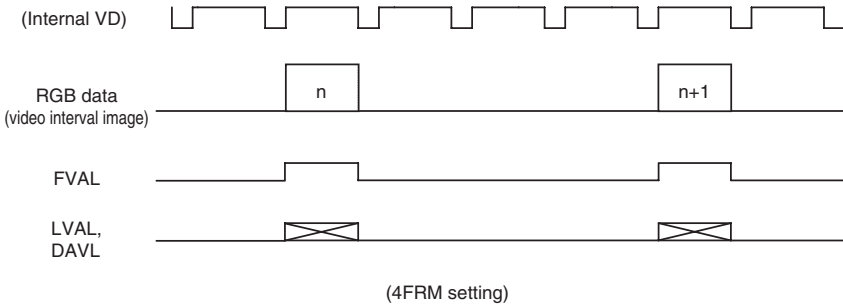 (Internal VD)
RGB data
(video interval image)
n
n+1
FVAL
LVAL,
DAVL
(4FRM setting)